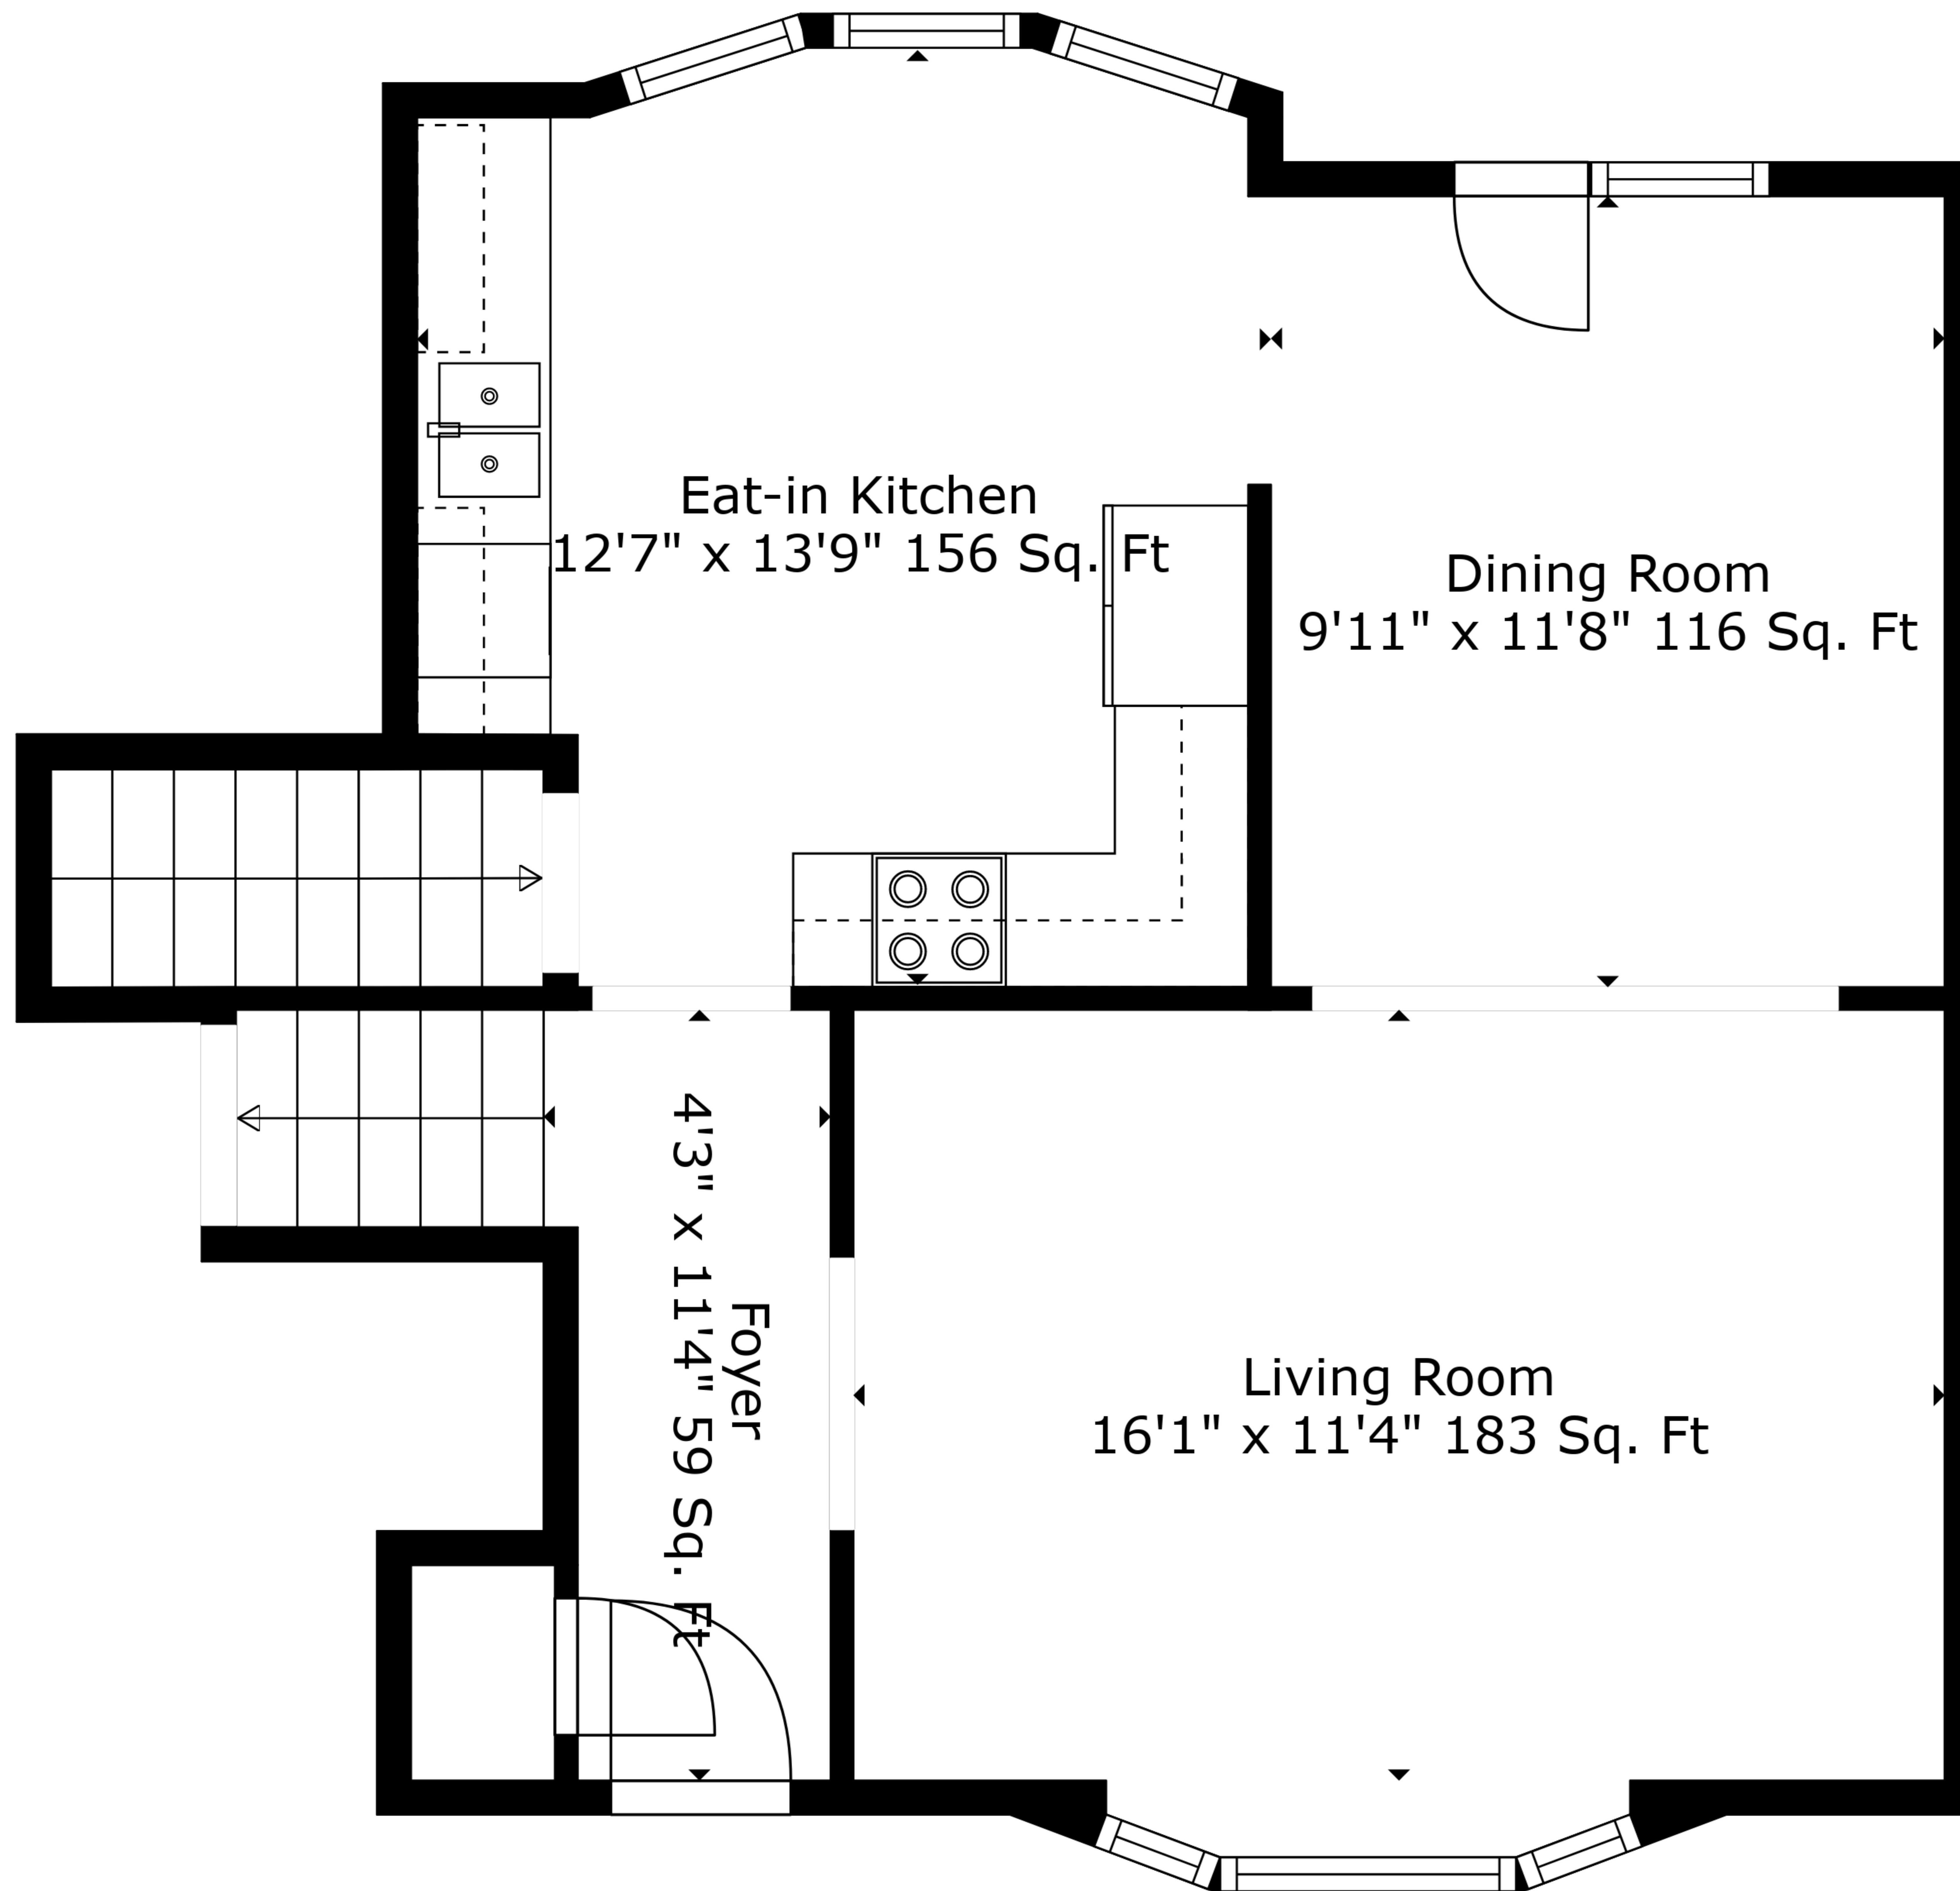 Eat-in Kitchen
12'7" x 13'9" 156 Sq. Ft
Dining Room
9'11" x 11'8" 116 Sq. Ft
Foyer
4'3" x 11'4" 59 Sq. Ft
Living Room
16'1" x 11'4" 183 Sq. Ft